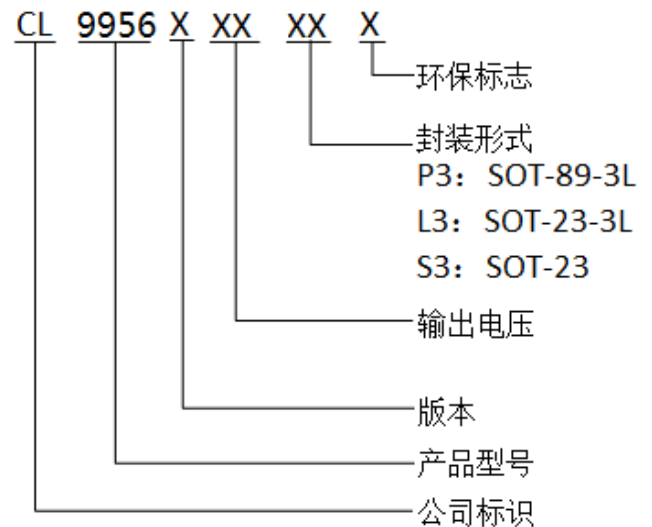 CL 9956 X XX XX X
环保标志
封装形式
P3：SOT-89-3L
L3：SOT-23-3L
S3：SOT-23
输出电压
版本
产品型号
公司标识